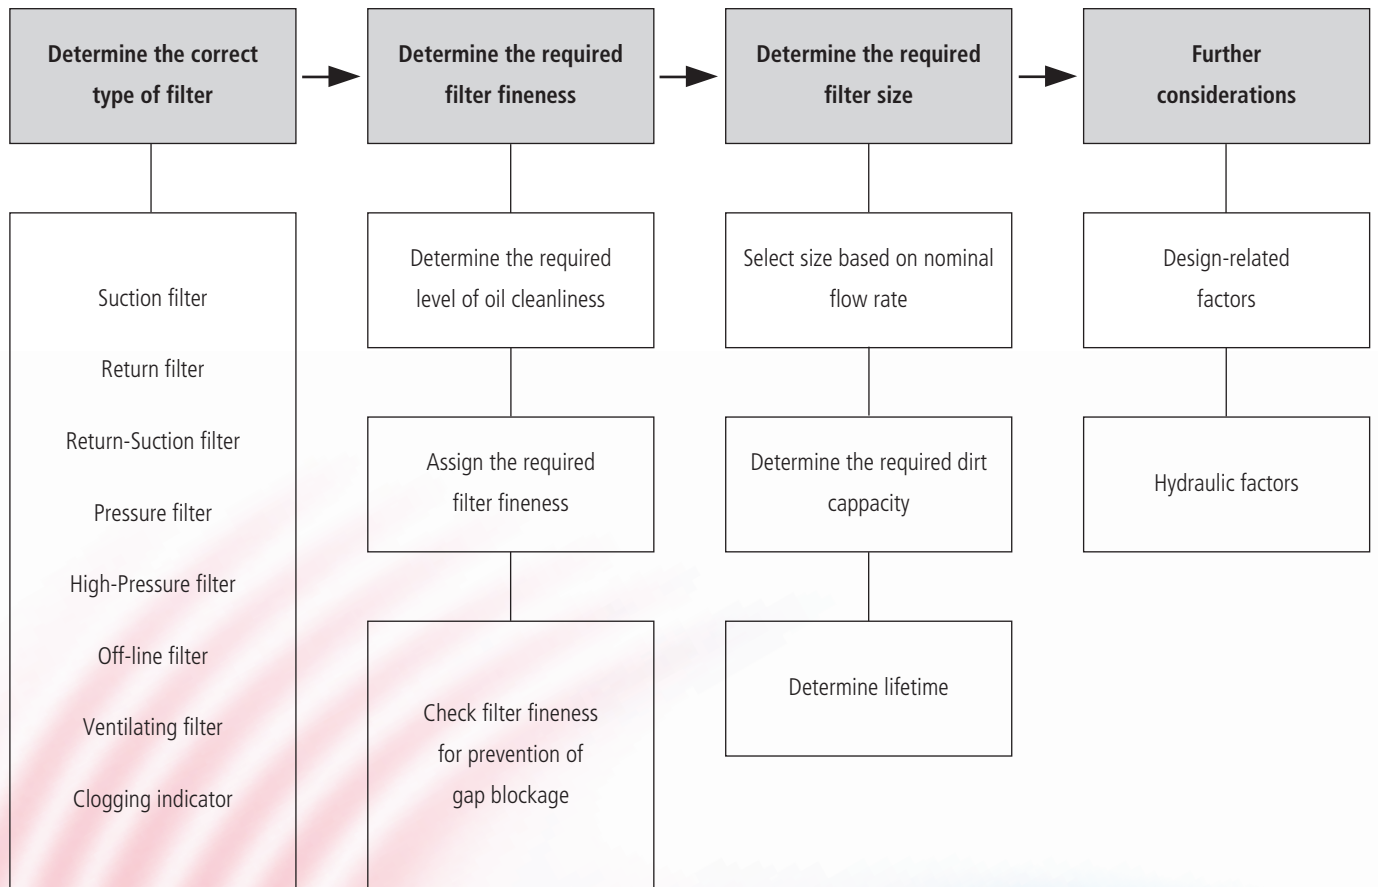 Determine the correct
type of filter
Determine the required
filter fineness
Determine the required
filter size
Further
considerations
Suction filter
Return filter
Return-Suction filter
Pressure filter
High-Pressure filter
Off-line filter
Ventilating filter
Clogging indicator
Determine the required
level of oil cleanliness
Assign the required
filter fineness
Check filter fineness
for prevention of
gap blockage
Select size based on nominal
flow rate
Determine the required dirt
cappacity
Determine lifetime
Design-related
factors
Hydraulic factors